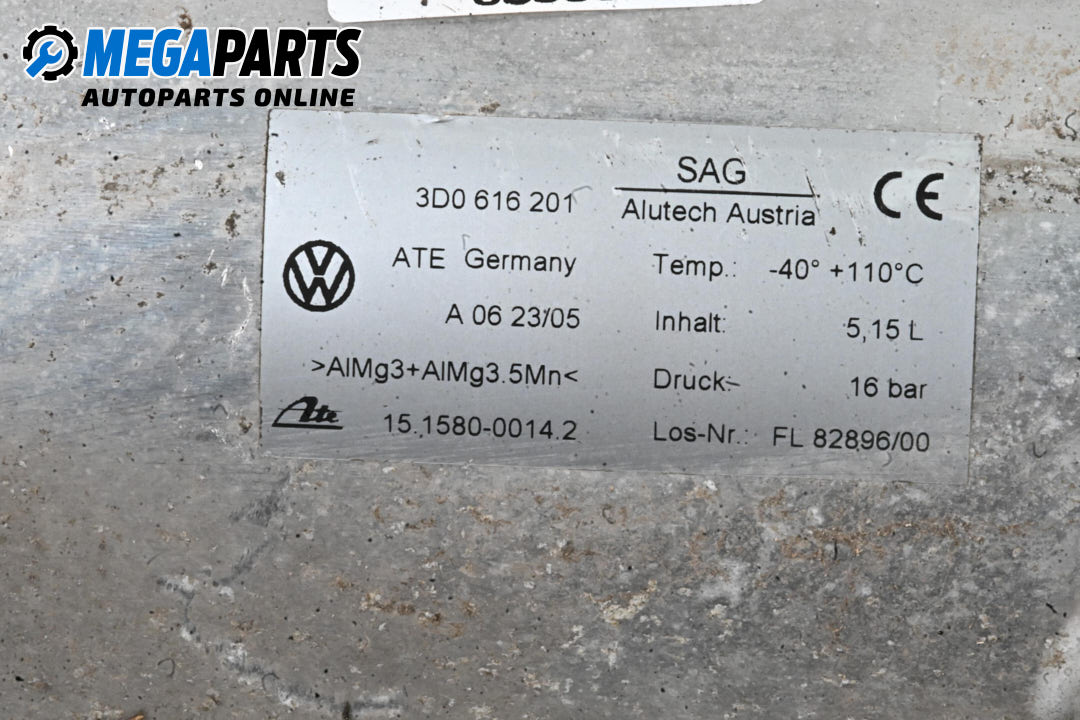 MEGAPARTS
AUTOPARTS ONLINE
SAG
3D0 616 201
Alutech Austria
CE
ATE Germany
Temp.: -40° +110°C
A 06 23/05
Inhalt: 5,15 L
>AlMg3+AlMg3.5Mn<
Druck- 16 bar
Ate
15.1580-0014.2
Los-Nr.: FL 82896/00